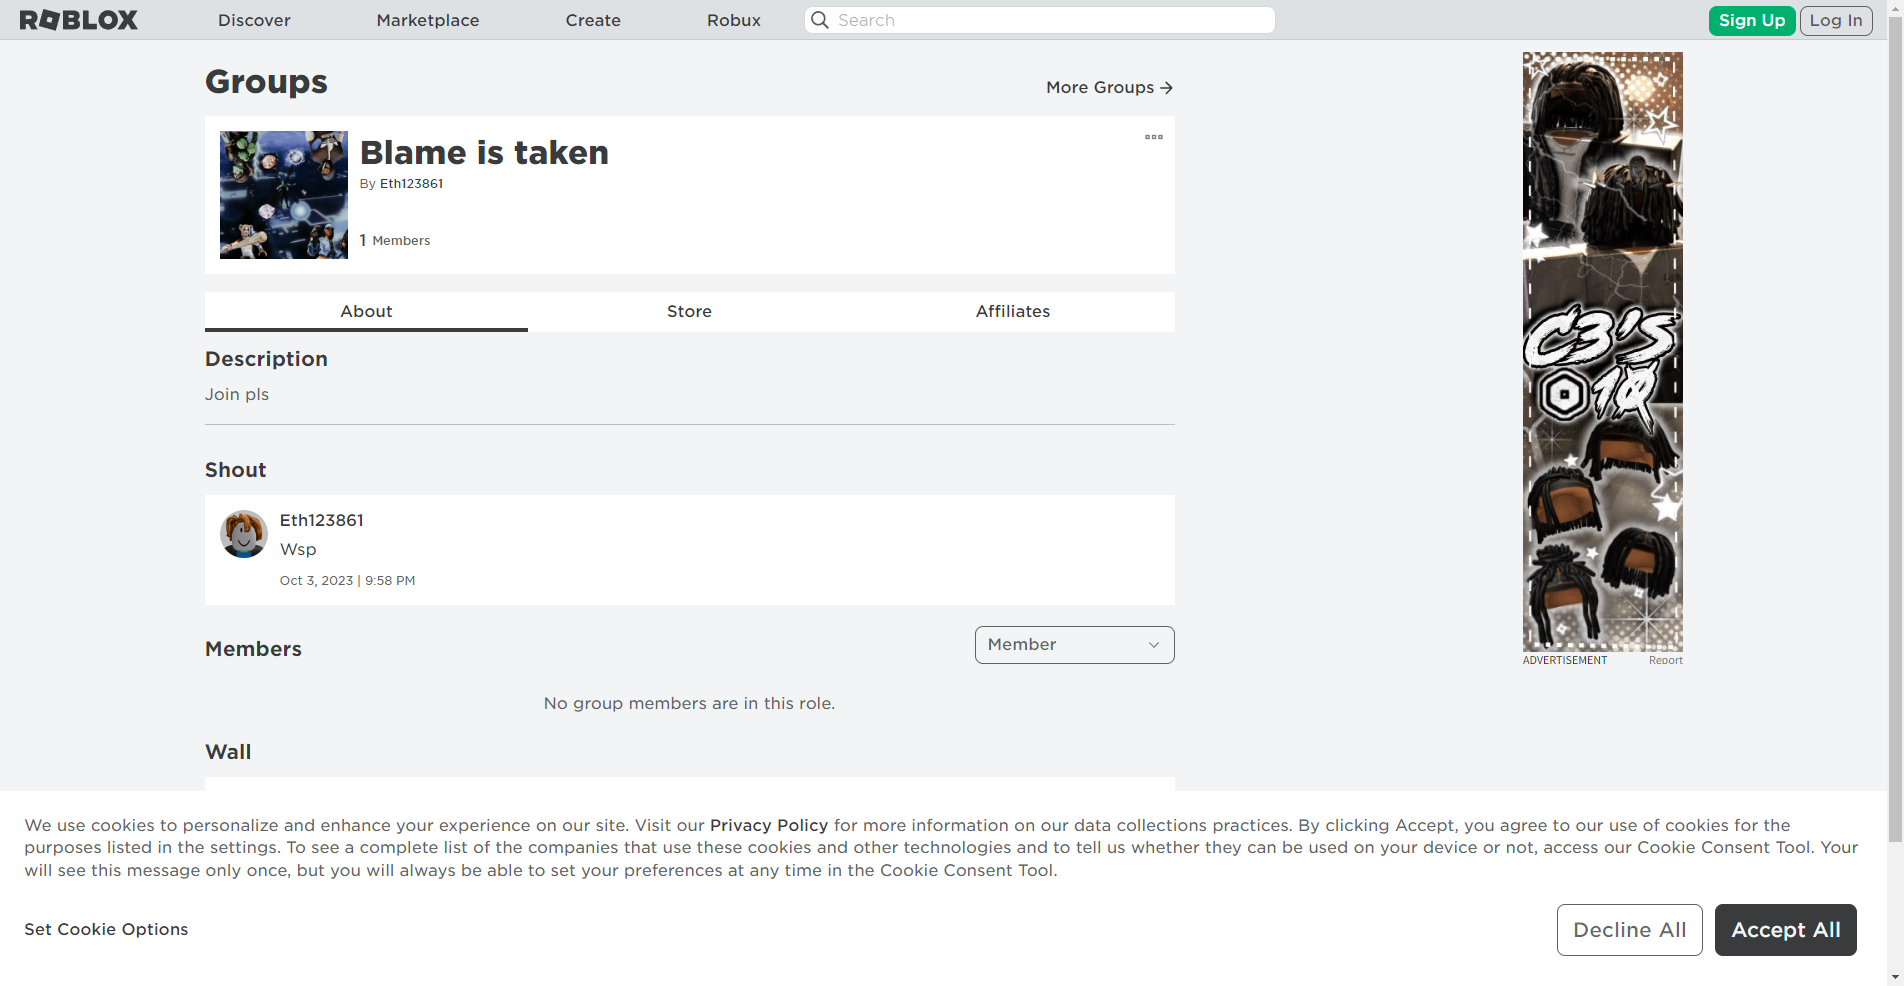 ROBLOX
Discover
Marketplace
Create
Robux
Search
Sign Up
Log In
Groups
More Groups
Blame is taken
By Eth123861
1 Members
About
Store
Affiliates
Description
Join pls
Shout
Eth123861
Wsp
Oct 3, 2023 | 9:58 PM
Members
Member
No group members are in this role.
Wall
C3'S
10
ADVERTISEMENT
Report
We use cookies to personalize and enhance your experience on our site. Visit our Privacy Policy for more information on our data collections practices. By clicking Accept, you agree to our use of cookies for the
purposes listed in the settings. To see a complete list of the companies that use these cookies and other technologies and to tell us whether they can be used on your device or not, access our Cookie Consent Tool. Your
will see this message only once, but you will always be able to set your preferences at any time in the Cookie Consent Tool.
Set Cookie Options
Decline All
Accept All